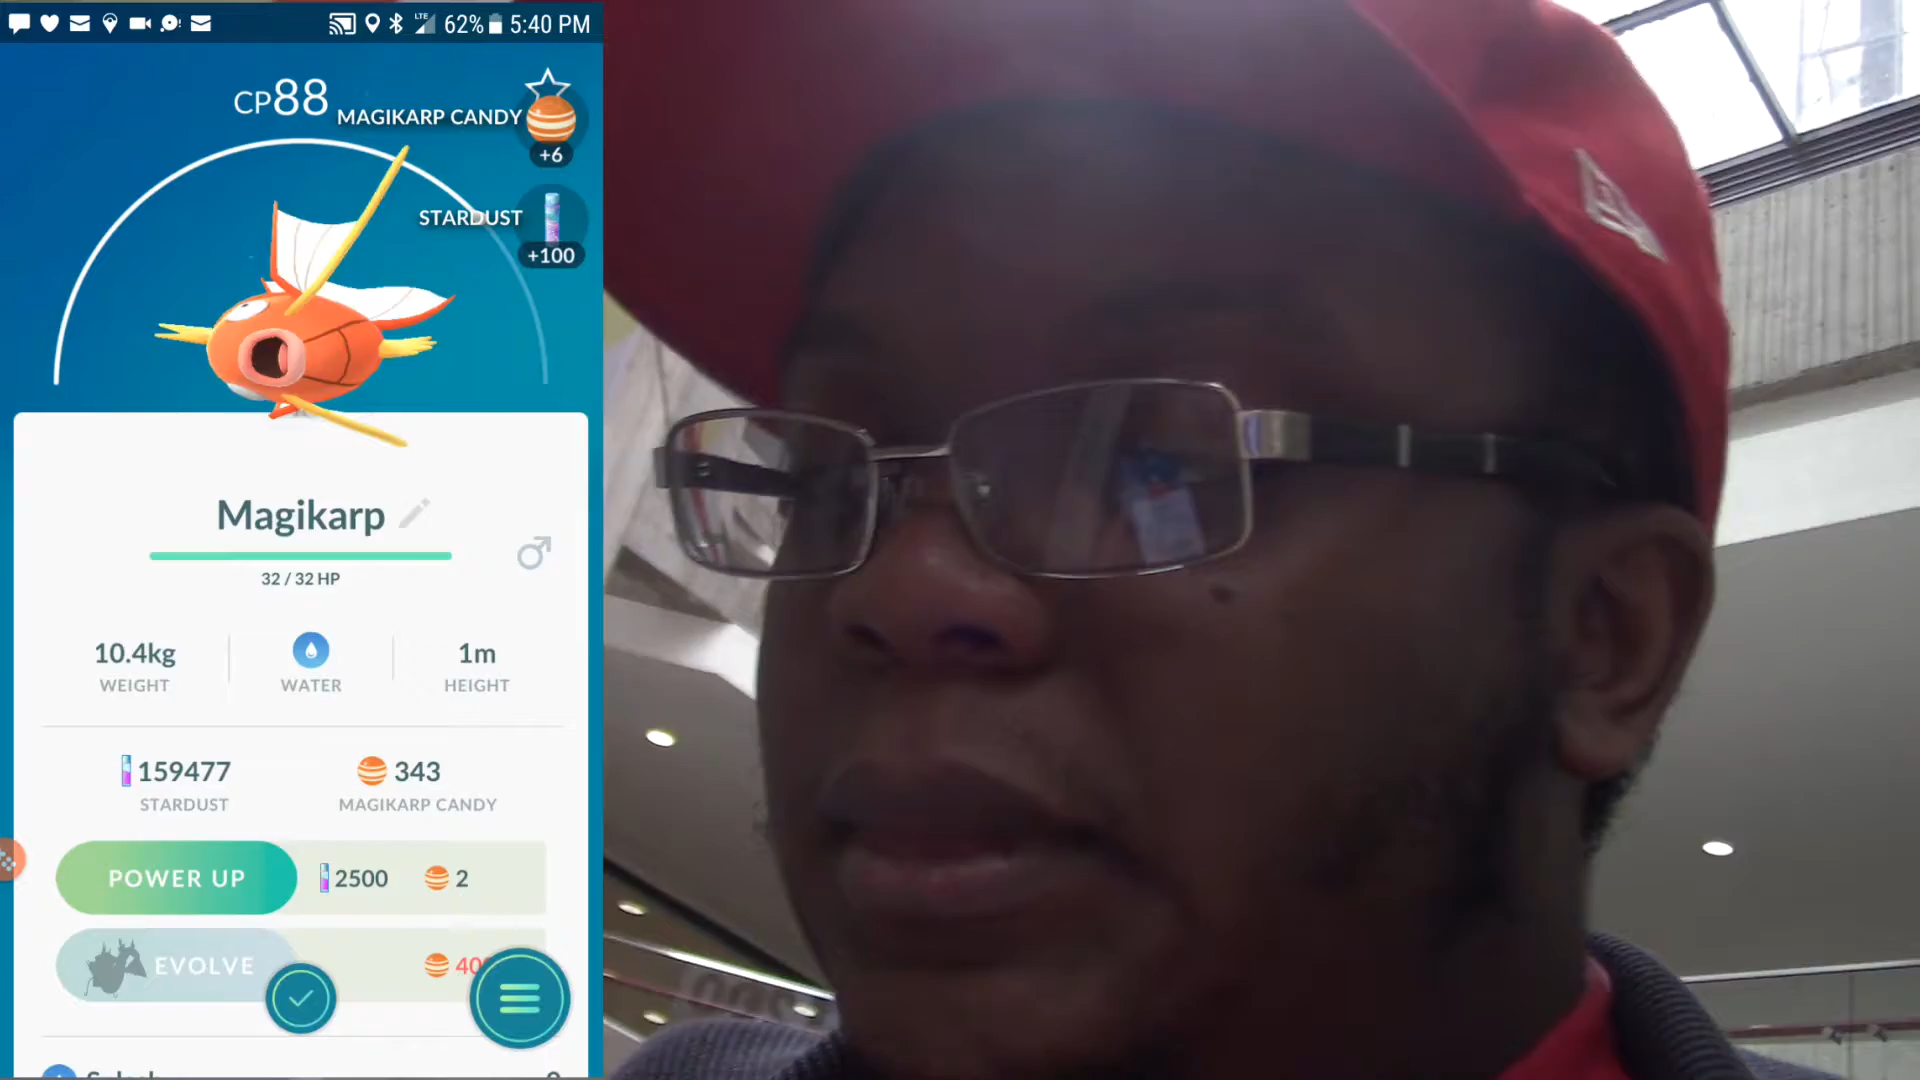 LTE 62% 5:40 PM
CP88
MAGIKARP CANDY
+6
STARDUST
+100
Magikarp
32 / 32 HP
10.4kg
WEIGHT
WATER
1m
HEIGHT
159477
STARDUST
343
MAGIKARP CANDY
POWER UP 2500 2
EVOLVE